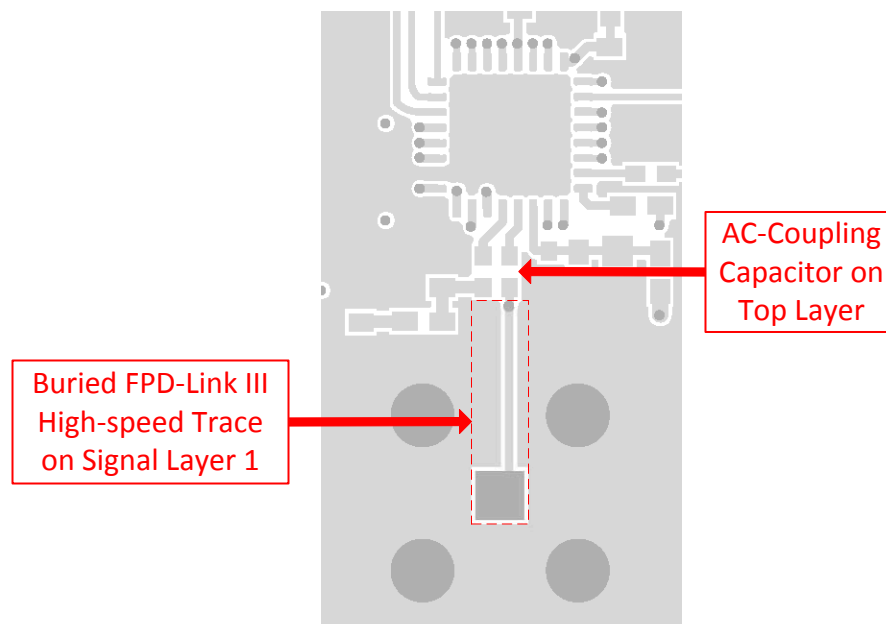 AC-Coupling
Capacitor on
Top Layer
Buried FPD-Link III
High-speed Trace
on Signal Layer 1